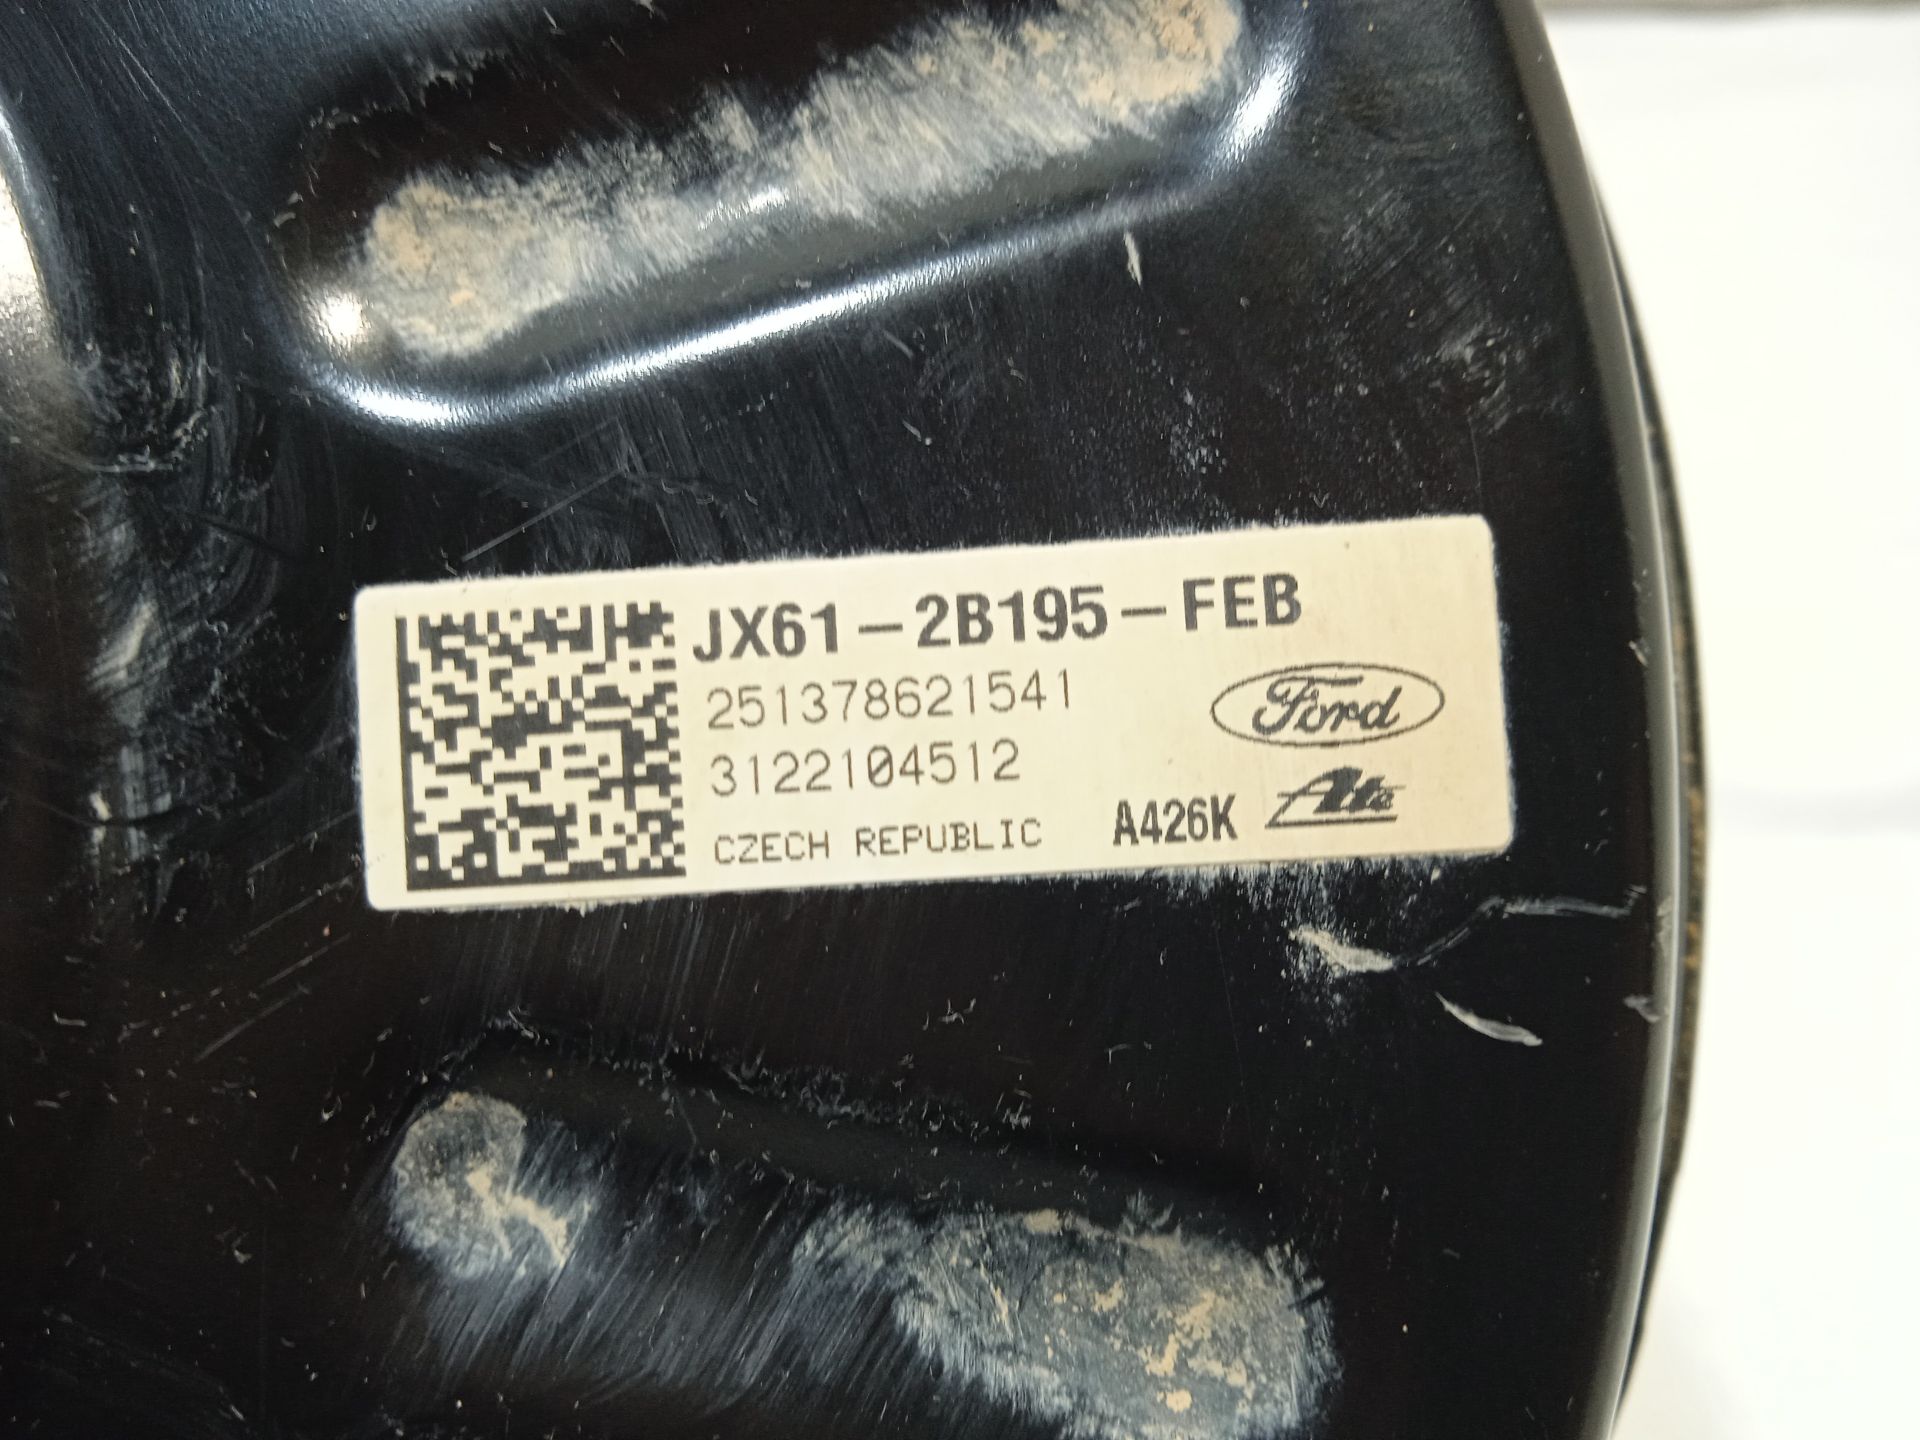 JX61-2B195-FEB
251378621541
3122104512
Ford
CZECH REPUBLIC A426K Ate